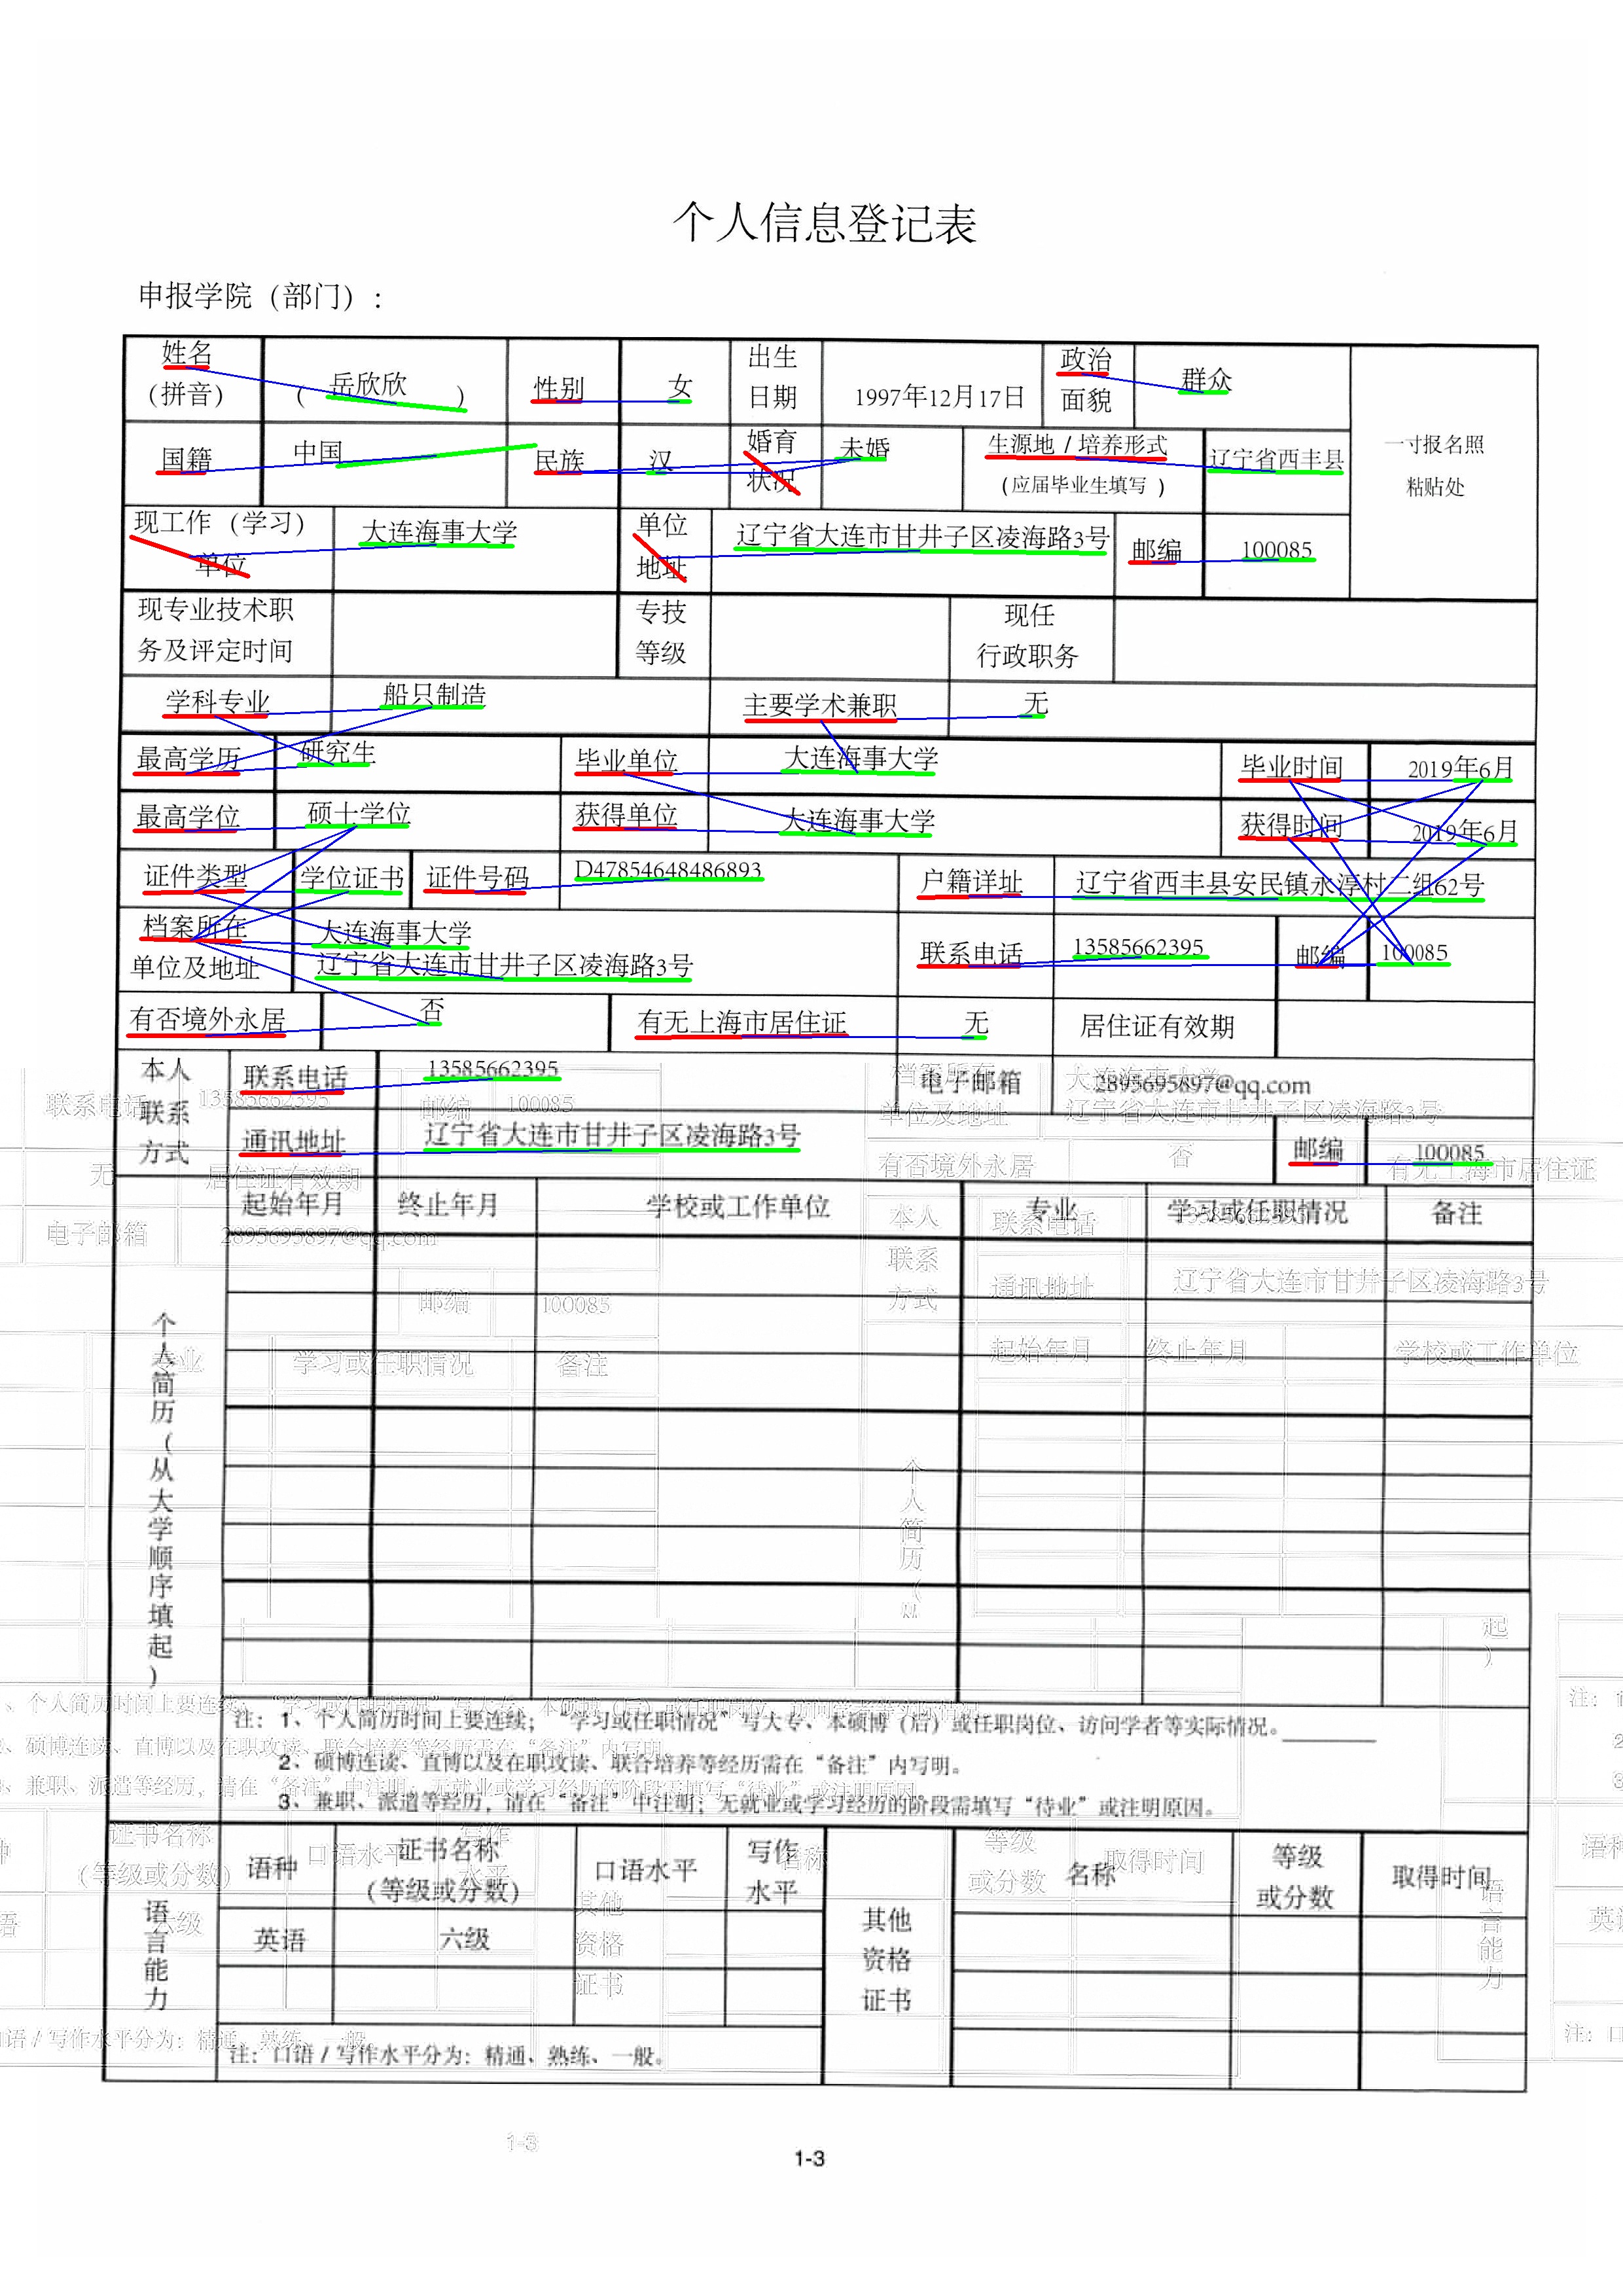 个人信息登记表
申报学院（部门）：
姓名
（拼音）
岳欣欣
（ ）
性别
女
出生
日期
1997年12月17日
政治
面貌
群众
一寸报名照
粘贴处
国籍
中国
民族
汉
婚育
状况
未婚
生源地/培养形式
（应届毕业生填写）
辽宁省西丰县
现工作（学习）
单位
大连海事大学
单位
地址
辽宁省大连市甘井子区凌海路3号
邮编
100085
现专业技术职
务及评定时间
专技
等级
现任
行政职务
学科专业
船只制造
主要学术兼职
无
最高学历
研究生
毕业单位
大连海事大学
毕业时间
2019年6月
最高学位
硕士学位
获得单位
大连海事大学
获得时间
2019年6月
证件类型
学位证书
证件号码
D47854648486893
户籍详址
辽宁省西丰县安民镇永淳村二组62号
档案所在
单位及地址
大连海事大学
辽宁省大连市甘井子区凌海路3号
联系电话
13585662395
邮编
100085
有否境外永居
否
有无上海市居住证
无
居住证有效期
本人
联系
方式
联系电话
13585662395
电子邮箱
2895695897@qq.com
通讯地址
辽宁省大连市甘井子区凌海路3号
邮编
100085
个人简历（从大学顺序填起）
起始年月
终止年月
学校或工作单位
专业
学习或任职情况
备注
注：1、个人简历时间上要连续；“学习或任职情况”写大专、本硕博（后）或任职岗位、访问学者等实际情况。
2、硕博连读、直博以及在职攻读、联合培养等经历需在“备注”内写明。
3、兼职、派遣等经历，请在“备注”中注明；无就业或学习经历的阶段需填写“待业”或注明原因。
语言能力
语种
证书名称
（等级或分数）
口语水平
写作
水平
其他
资格
证书
名称
等级
或分数
取得时间
英语
六级
注：口语/写作水平分为：精通、熟练、一般。
1-3